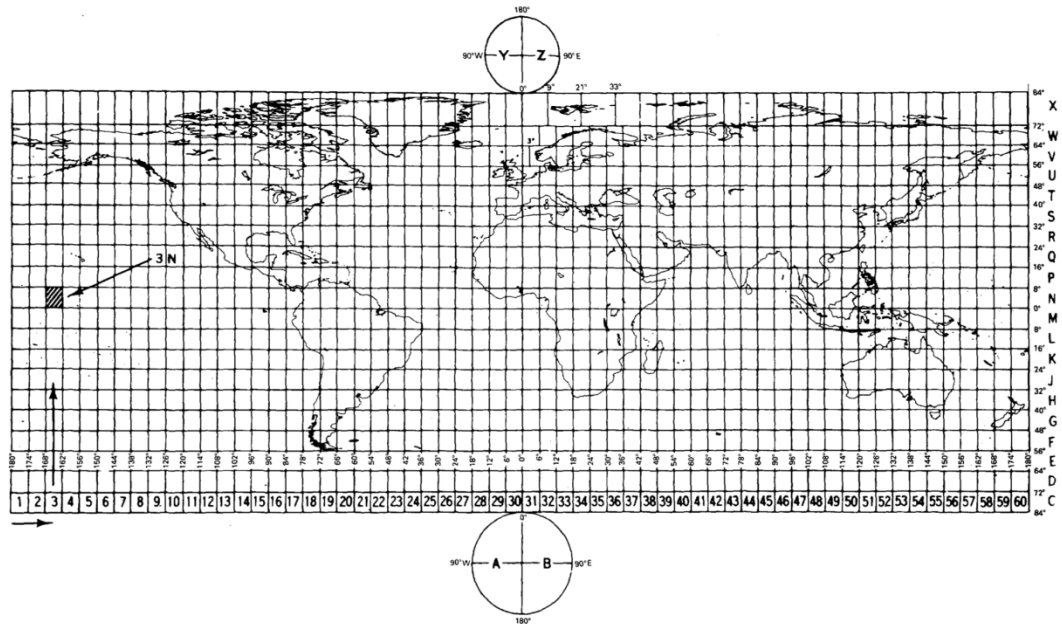 180°
90°W Y Z 90°E
0° 9° 21° 33°
84°
X
72°
W
64°
V
3°
56°
U
48°
T
40°
S
32°
R
24°
Q
3 N
16°
P
8°
N
0°
M
8°
L
16°
K
24°
J
32°
H
40°
G
48°
F
56°
180° 174° 168° 162° 156° 150° 144° 138° 132° 126° 120° 114° 108° 102° 96° 90° 84° 78° 72° 66° 60° 54° 48° 42° 36° 30° 24° 18° 12° 6° 0° 6° 12° 18° 24° 30° 36° 42° 48° 54° 60° 66° 72° 78° 84° 90° 96° 102° 108° 114° 120° 126° 132° 138° 144° 150° 156° 162° 168° 174° 180°
E
64°
D
72°
1 2 3 4 5 6 7 8 9. 10 11 12 13 14 15 16 17 18 19 20 21 22 23 24 25 26 27 28 29 30 31 32 33 34 35 36 37 38 39 40 41 42 43 44 45 46 47 48 49 50 51 52 53 54 55 56 57 58 59 60 C
84°
0°
90°W A B 90°E
180°